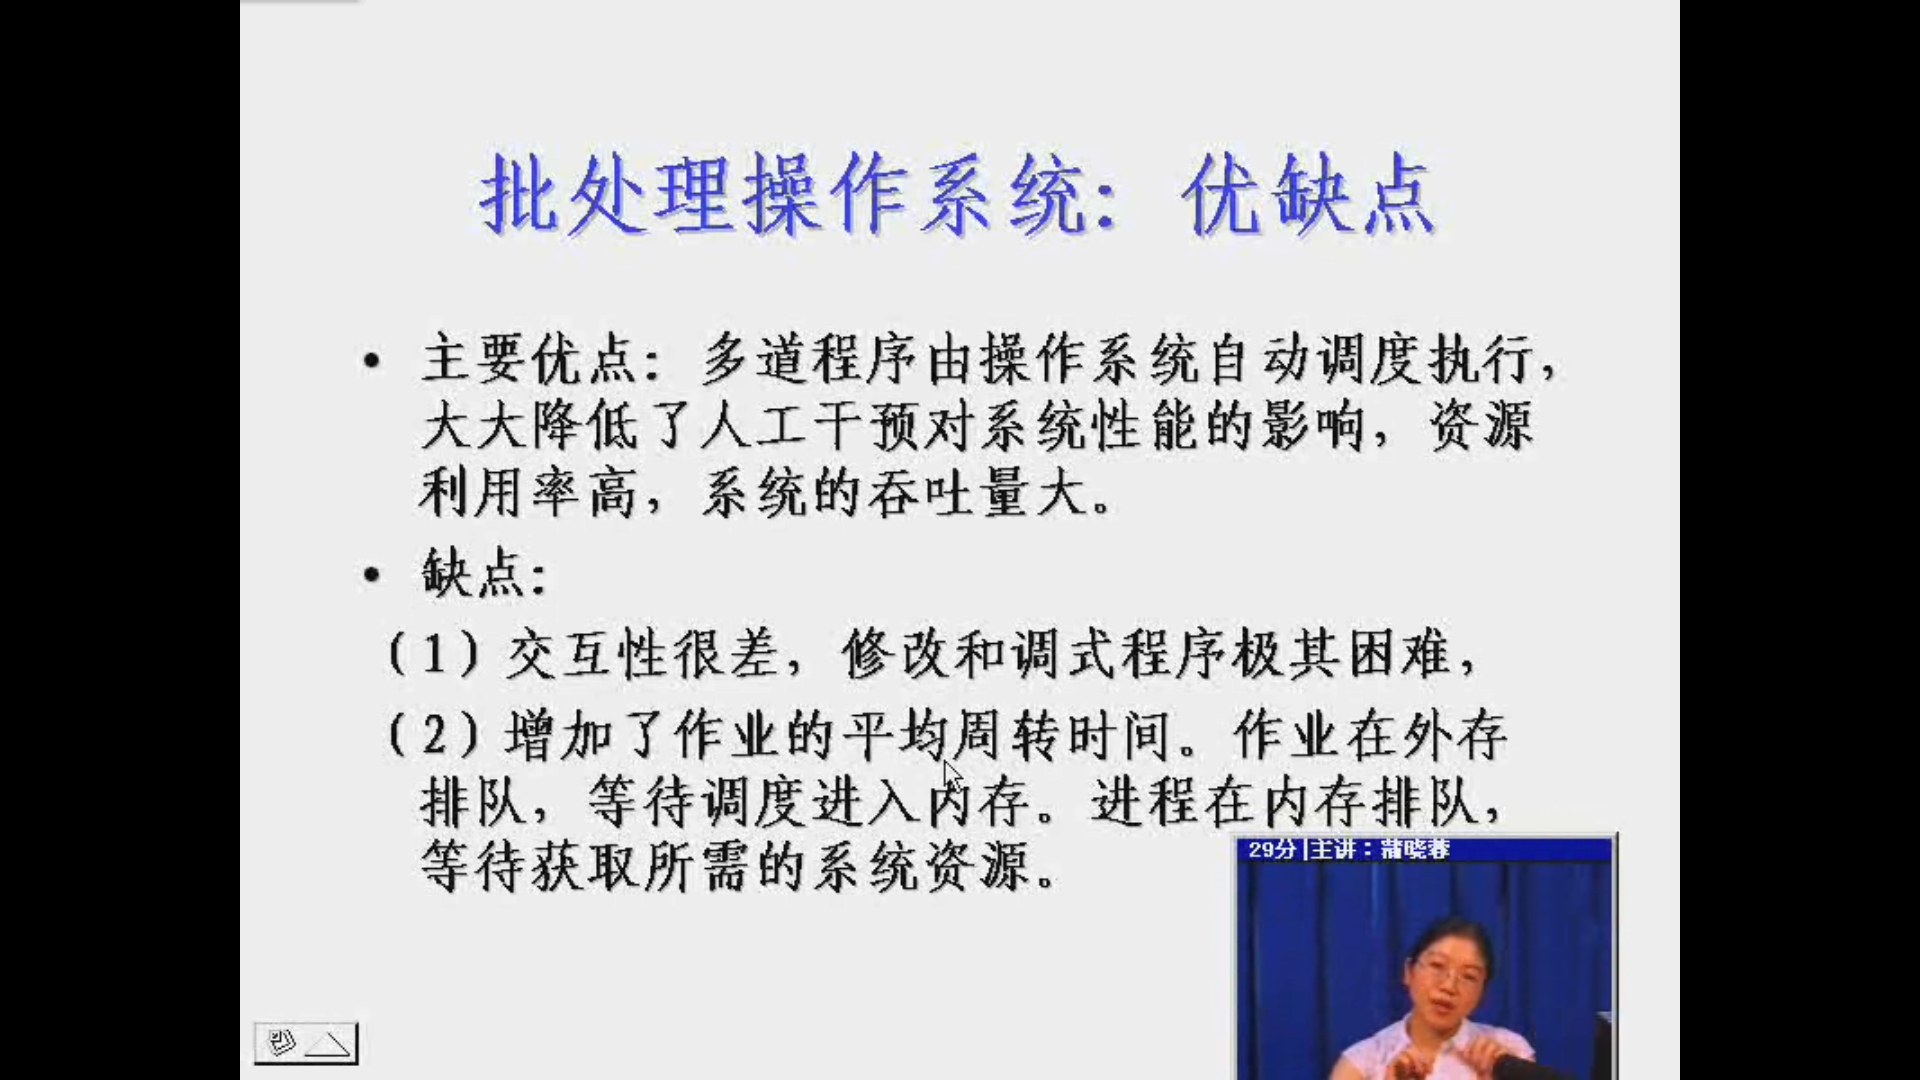 批处理操作系统：优缺点
• 主要优点：多道程序由操作系统自动调度执行，
大大降低了人工干预对系统性能的影响，资源
利用率高，系统的吞吐量大。
• 缺点：
（1）交互性很差，修改和调式程序极其困难，
（2）增加了作业的平均周转时间。作业在外存
排队，等待调度进入内存。进程在内存排队，
等待获取所需的系统资源。
29分|主讲：蒲晓蓉